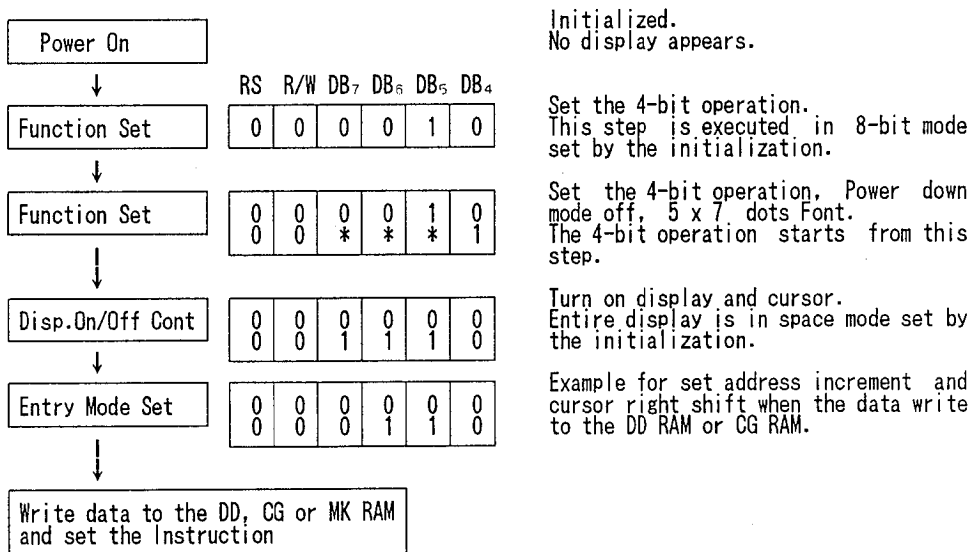 Power On
Initialized.
No display appears.
RS R/W DB7 DB6 DB5 DB4
Function Set
0 0 0 0 1 0
Set the 4-bit operation.
This step is executed in 8-bit mode
set by the initialization.
Function Set
0 0 0 0 1 0
0 0 * * * 1
Set the 4-bit operation, Power down
mode off, 5 x 7 dots Font.
The 4-bit operation starts from this
step.
Disp.On/Off Cont
0 0 0 0 0 0
0 0 1 1 1 0
Turn on display and cursor.
Entire display is in space mode set by
the initialization.
Entry Mode Set
0 0 0 0 0 0
0 0 0 1 1 0
Example for set address increment and
cursor right shift when the data write
to the DD RAM or CG RAM.
Write data to the DD, CG or MK RAM
and set the Instruction